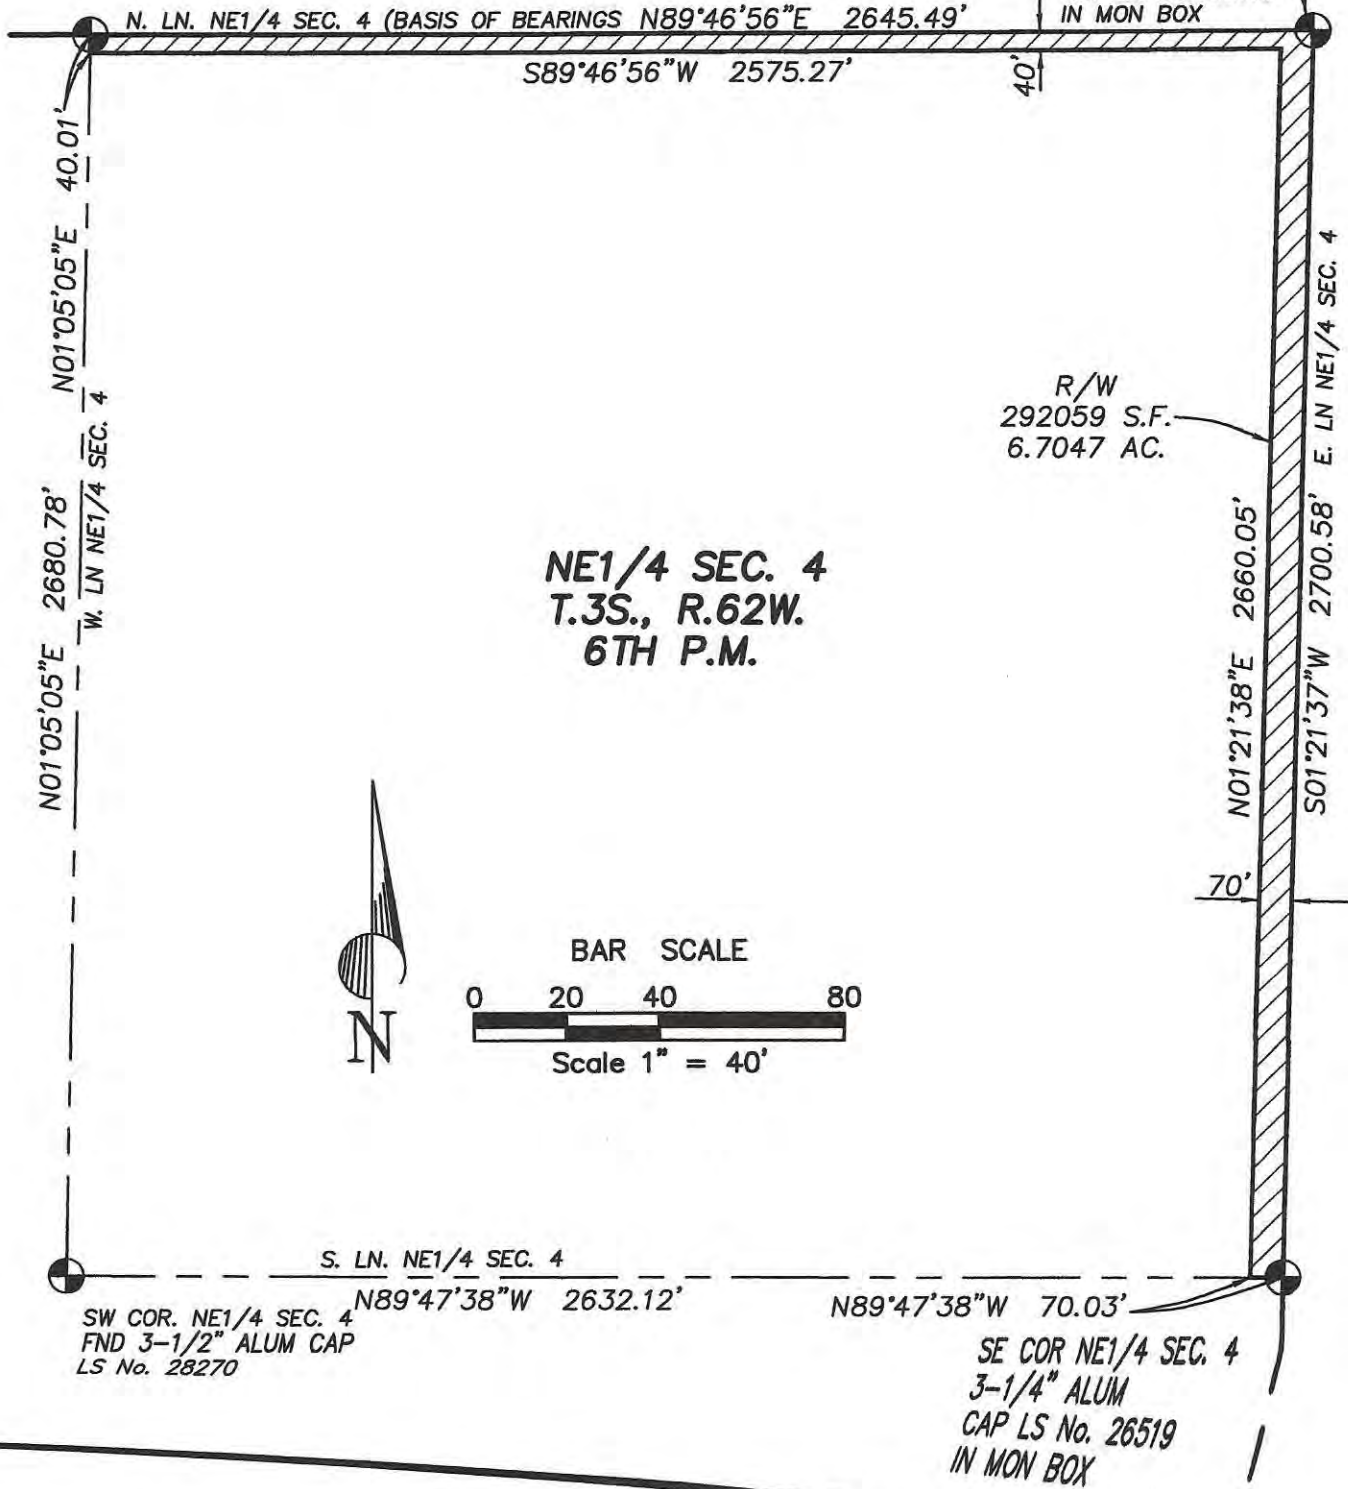 N. LN. NE1/4 SEC. 4 (BASIS OF BEARINGS N89°46'56"E 2645.49'
IN MON BOX
S89°46'56"W 2575.27'
40'
N01°05'05"E 40.01'
W. LN NE1/4 SEC. 4
N01°05'05"E 2680.78'
E. LN NE1/4 SEC. 4
S01°21'37"W 2700.58'
N01°21'38"E 2660.05'
R/W
292059 S.F.
6.7047 AC.
NE1/4 SEC. 4
T.3S., R.62W.
6TH P.M.
70'
BAR SCALE
0 20 40 80
Scale 1" = 40'
N
S. LN. NE1/4 SEC. 4
N89°47'38"W 2632.12'
N89°47'38"W 70.03'
SW COR. NE1/4 SEC. 4
FND 3-1/2" ALUM CAP
LS No. 28270
SE COR NE1/4 SEC. 4
3-1/4" ALUM
CAP LS No. 26519
IN MON BOX